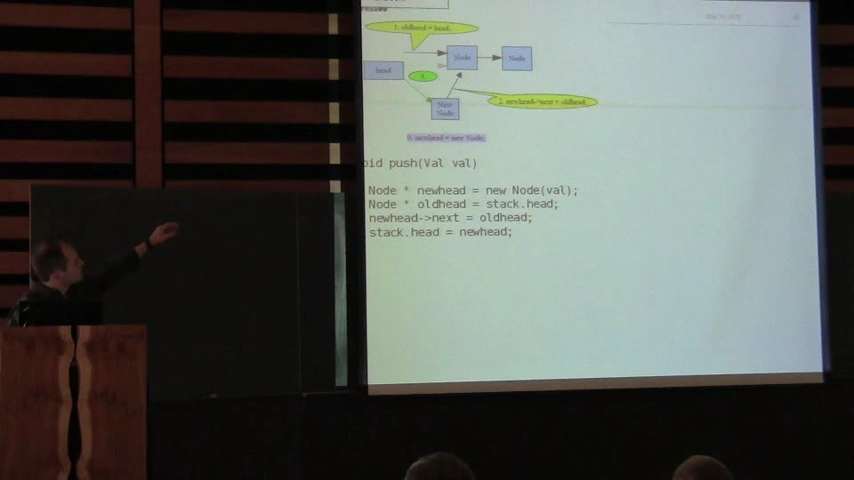 1. oldhead = head;
Node
Node
head
3.
2. newhead->next = oldhead;
New
Node
0. newhead = new Node;
oid push(Val val)
Node * newhead = new Node(val);
Node * oldhead = stack.head;
newhead->next = oldhead;
stack.head = newhead;